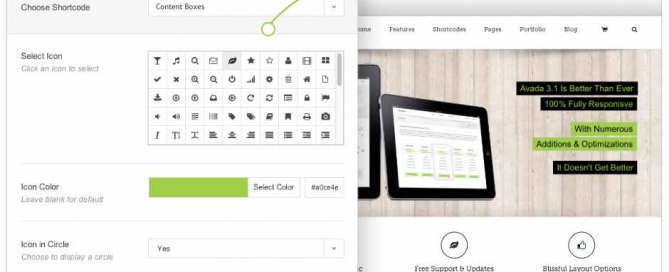 Choose Shortcode
Content Boxes
Select Icon
Click an icon to select
Icon Color
Leave blank for default
Select Color
#a0ce4e
Icon in Circle
Choose to display a circle
Yes
ome
Features
Shortcodes
Pages
Portfolio
Blog
Avada 3.1 Is Better Than Ever
100% Fully Responisve
With Numerous
Additions & Optimizations
It Doesn't Get Better
Free Support & Updates
Blissful Layout Options